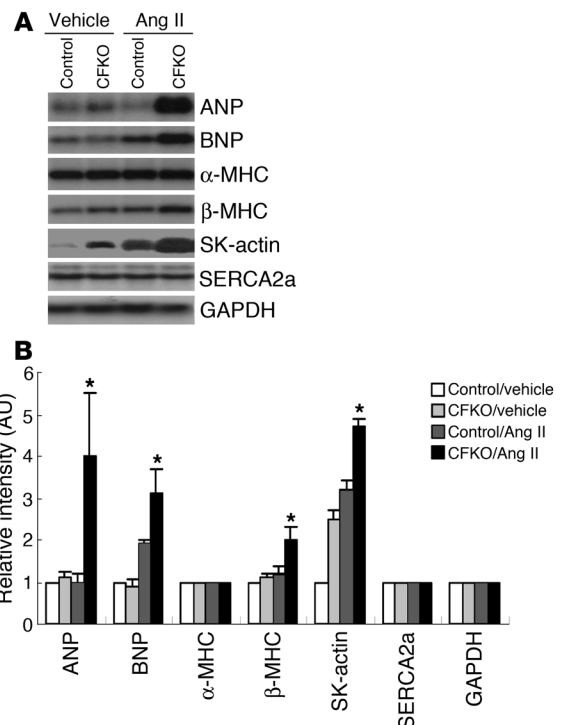 A
Vehicle Ang II
Control CFKO Control CFKO
ANP
BNP
α-MHC
β-MHC
SK-actin
SERCA2a
GAPDH
B
Relative intensity (AU)
6
5
4
3
2
1
0
* * * *
Control/vehicle
CFKO/vehicle
Control/Ang II
CFKO/Ang II
ANP BNP α-MHC β-MHC SK-actin SERCA2a GAPDH